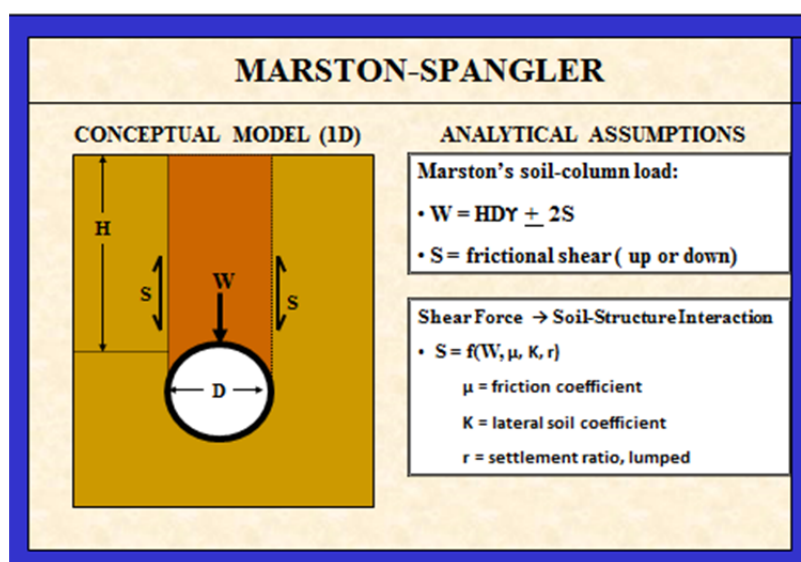 MARSTON-SPANGLER
CONCEPTUAL MODEL (1D)
H
S
W
S
D
ANALYTICAL ASSUMPTIONS
Marston's soil-column load:
• W = HDϒ ± 2S
• S = frictional shear ( up or down)
Shear Force → Soil-Structure Interaction
• S = f(W, μ, K, r)
μ = friction coefficient
K = lateral soil coefficient
r = settlement ratio, lumped